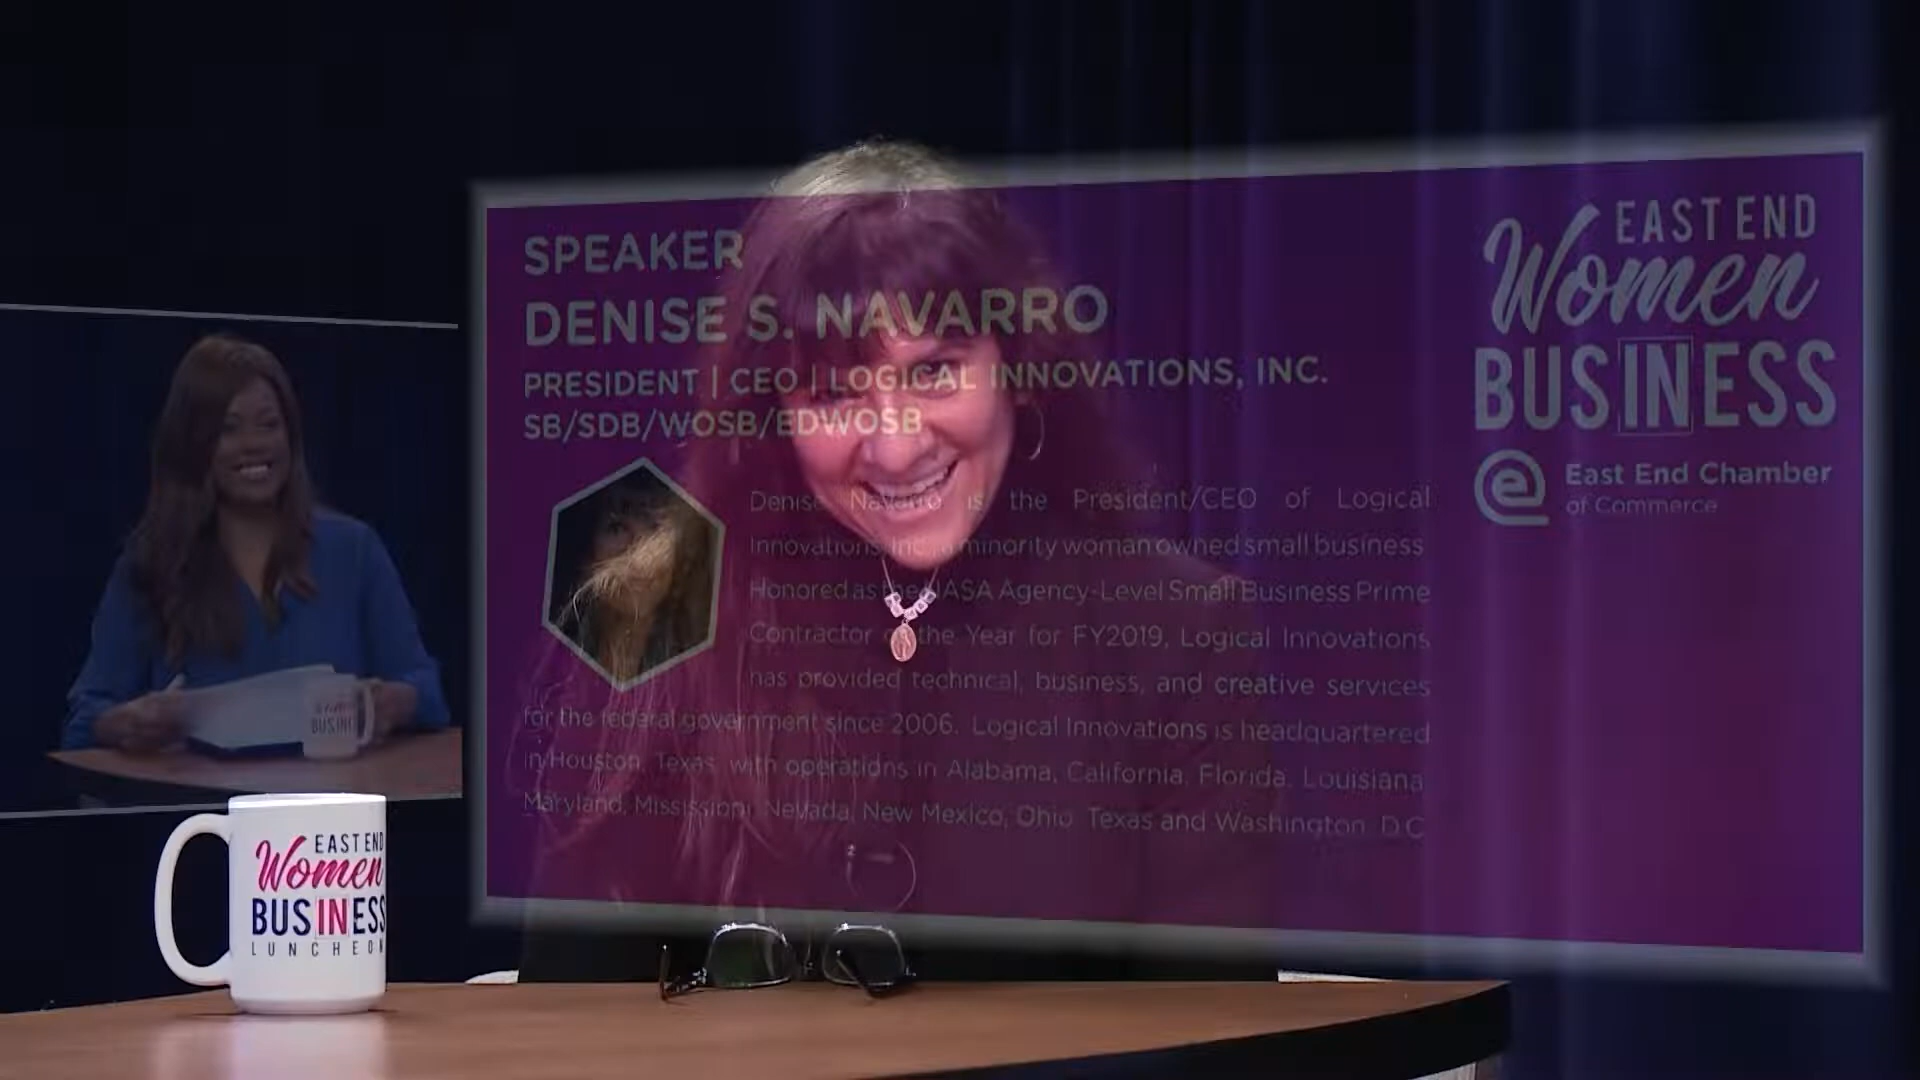 SPEAKER
DENISE S. NAVARRO
PRESIDENT | CEO | LOGICAL INNOVATIONS, INC.
SB/SDB/WOSB/EDWOSB
Denise Navarro is the President/CEO of Logical
Innovations, Inc., a minority woman owned small business
Honored as the NASA Agency-Level Small Business Prime
Contractor of the Year for FY2019, Logical Innovations
has provided technical, business, and creative services
for the federal government since 2006. Logical Innovations is headquartered
in Houston, Texas, with operations in Alabama, California, Florida, Louisiana
Maryland, Mississippi, Nevada, New Mexico, Ohio Texas and Washington D.C
EAST END
Women
BUSINESS
East End Chamber
of Commerce
BUSIN
EAST END
Women
BUSINESS
LUNCHEON